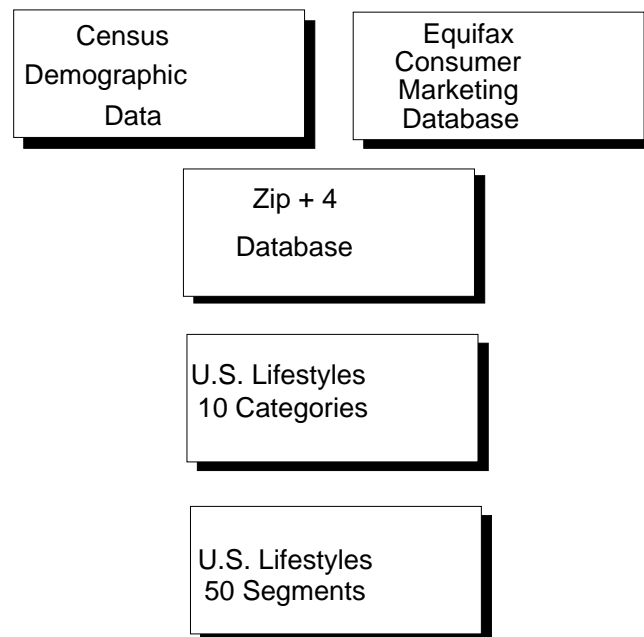 Census
Demographic
Data
Equifax
Consumer
Marketing
Database
Zip + 4
Database
U.S. Lifestyles
10 Categories
U.S. Lifestyles
50 Segments